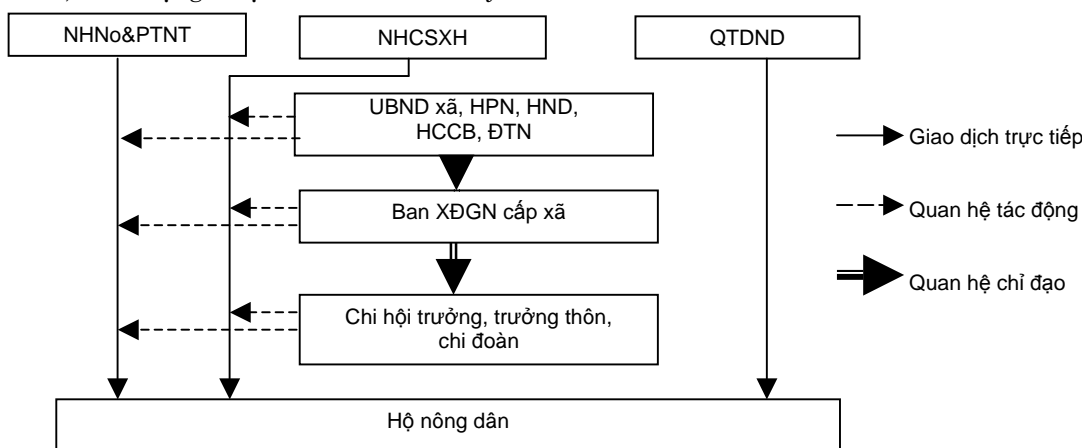 NHNo&PTNT
NHCSXH
QTDND
UBND xã, HPN, HND,
HCCB, ĐTN
Giao dịch trực tiếp
Ban XĐGN cấp xã
Quan hệ tác động
Chi hội trưởng, trưởng thôn,
chi đoàn
Quan hệ chỉ đạo
Hộ nông dân